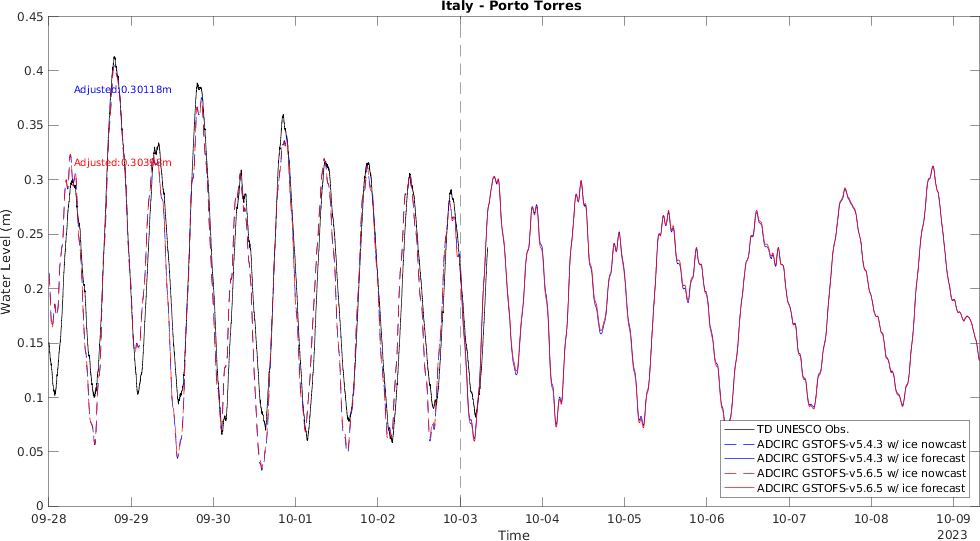 Italy - Porto Torres
0.45
0.4
0.35
0.3
0.25
0.2
0.15
0.1
0.05
0
Water Level (m)
Adjusted:0.30118m
TD UNESCO Obs.
ADCIRC GSTOFS-v5.4.3 w/ ice nowcast
ADCIRC GSTOFS-v5.4.3 w/ ice forecast
ADCIRC GSTOFS-v5.6.5 w/ ice nowcast
ADCIRC GSTOFS-v5.6.5 w/ ice forecast
09-28 09-29 09-30 10-01 10-02 10-03 10-04 10-05 10-06 10-07 10-08 10-09
Time
2023